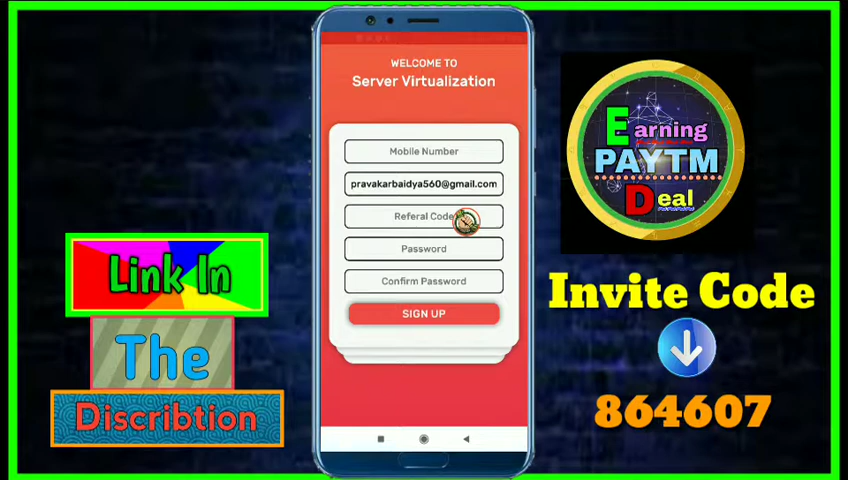 WELCOME TO
Server Virtualization
Mobile Number
pravakarbaidya560@gmail.com
Referal Code
Password
Confirm Password
SIGN UP
Link In
The
Discribtion
Earning
PAYTM
Deal
Invite Code
864607